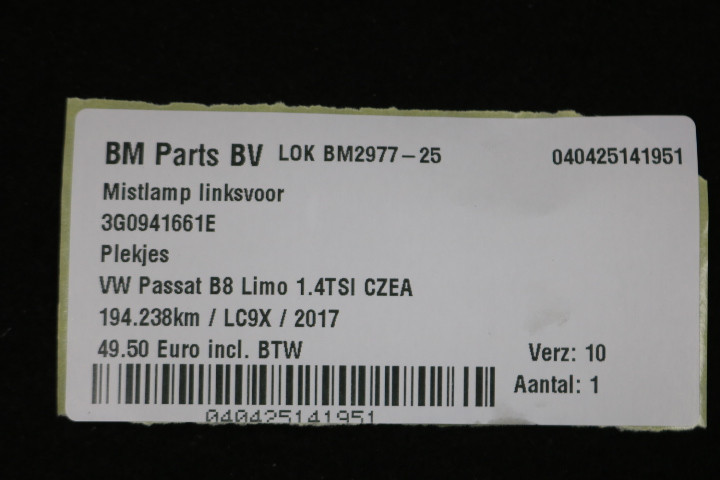 BM Parts BV LOK BM2977-25 040425141951
Mistlamp linksvoor
3G0941661E
Plekjes
VW Passat B8 Limo 1.4TSI CZEA
194.238km / LC9X / 2017
49.50 Euro incl. BTW Verz: 10
Aantal: 1
040425141951